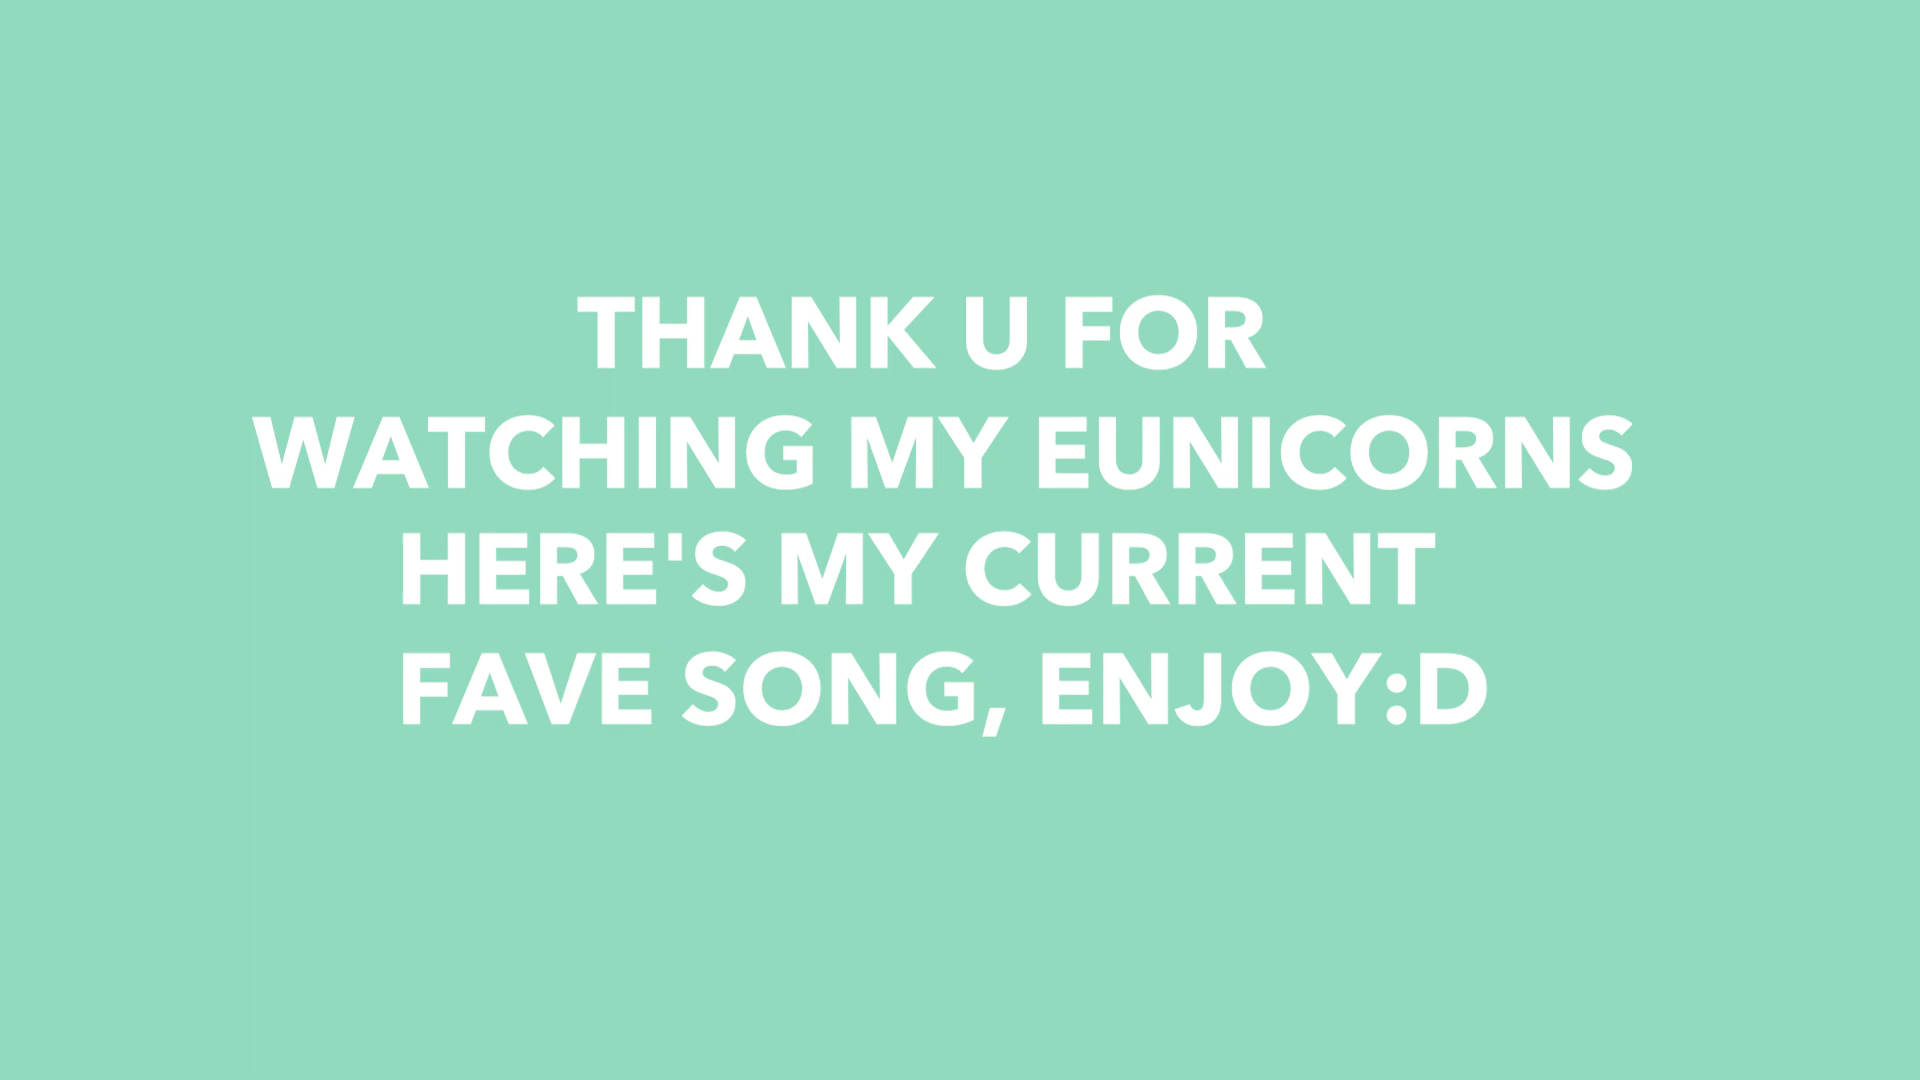 THANK U FOR
WATCHING MY EUNICORNS
HERE'S MY CURRENT
FAVE SONG, ENJOY:D